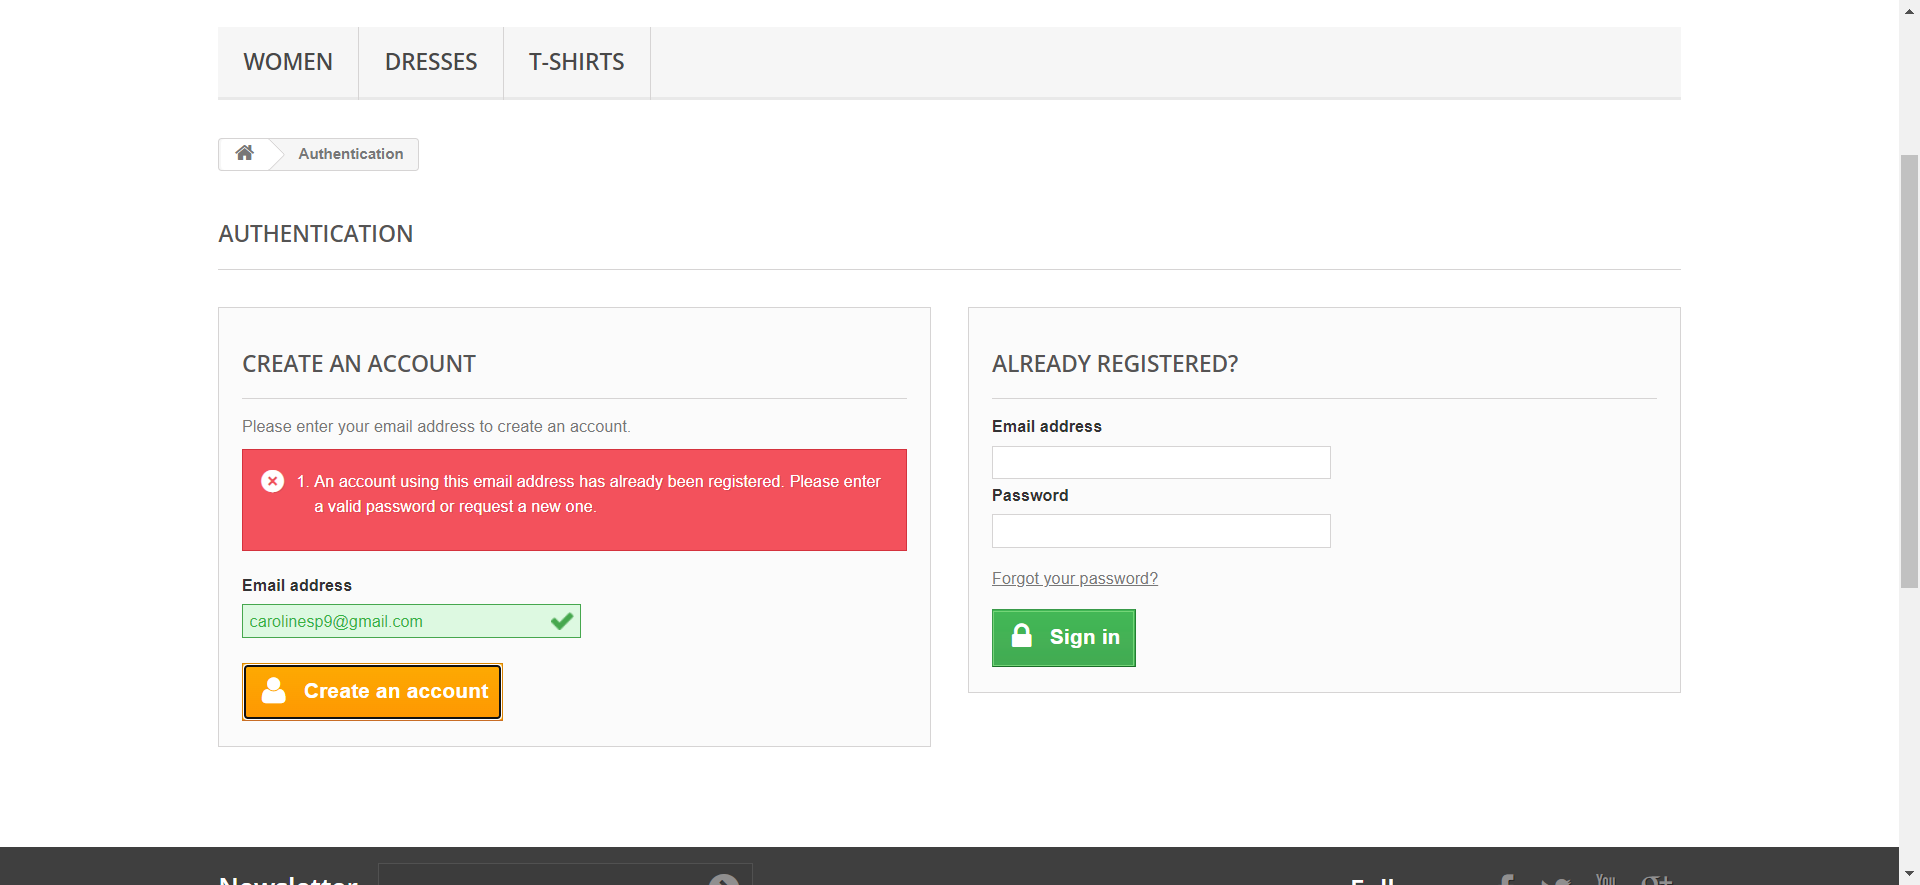 WOMEN
DRESSES
T-SHIRTS
Authentication
AUTHENTICATION
CREATE AN ACCOUNT
Please enter your email address to create an account.
1. An account using this email address has already been registered. Please enter
a valid password or request a new one.
Email address
carolinesp9@gmail.com
Create an account
ALREADY REGISTERED?
Email address
Password
Forgot your password?
Sign in
Newsletter
You